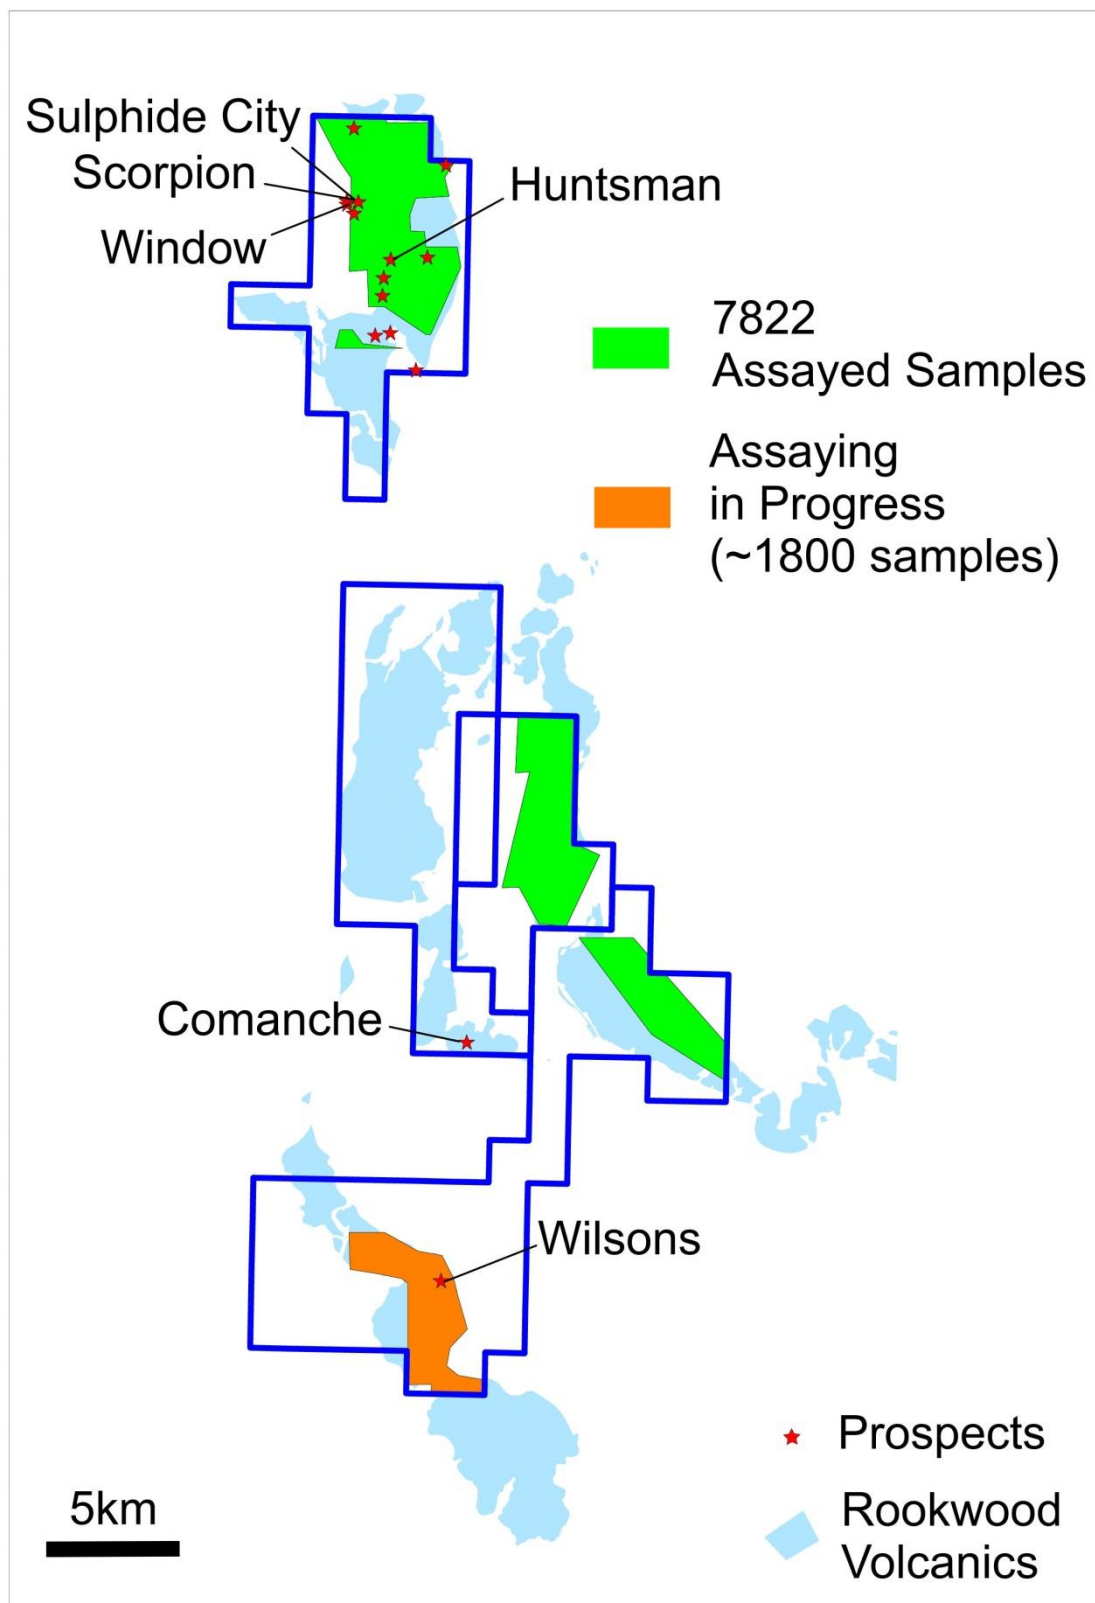 Sulphide City
Scorpion
Window
Huntsman
7822
Assayed Samples
Assaying
in Progress
(~1800 samples)
Comanche
Wilsons
Prospects
5km
Rookwood
Volcanics